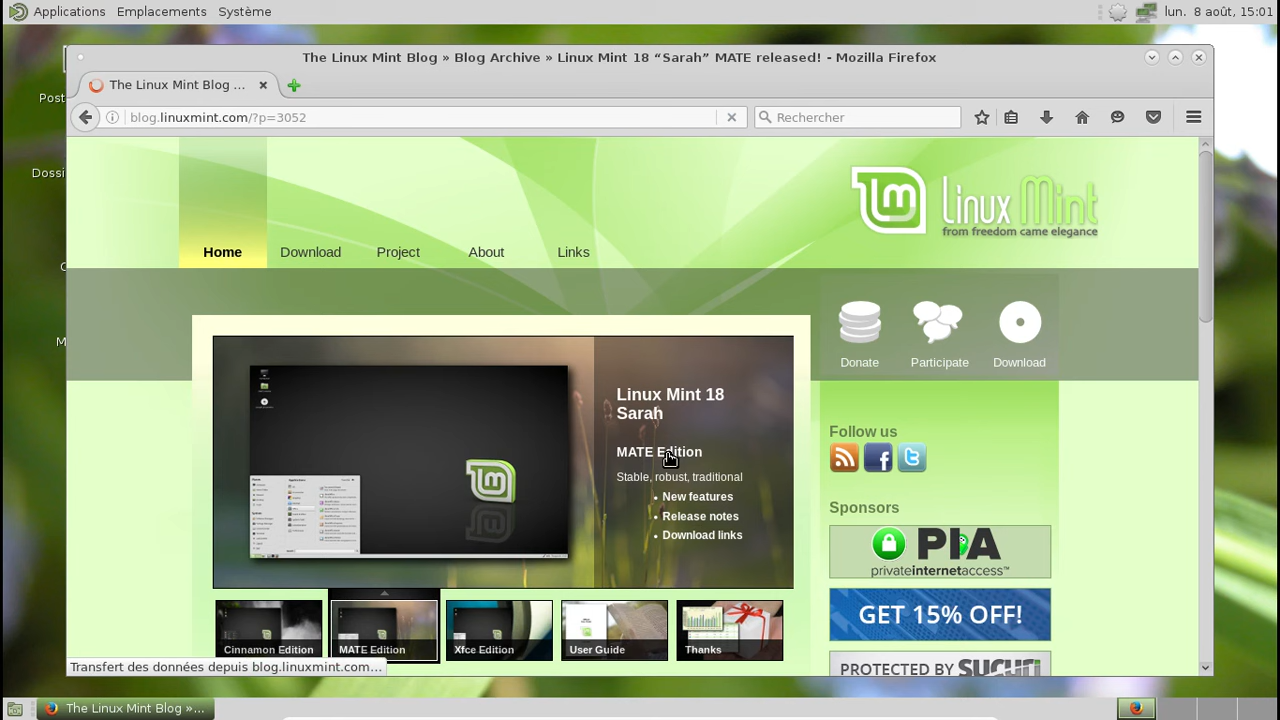 Applications Emplacements Système
lun. 8 août, 15:01
Post
Dossi
M
The Linux Mint Blog » Blog Archive » Linux Mint 18 “Sarah” MATE released! - Mozilla Firefox
The Linux Mint Blog ...
blog.linuxmint.com/?p=3052
Rechercher
Linux Mint
from freedom came elegance
Home Download Project About Links
Donate Participate Download
Linux Mint 18
Sarah
MATE Edition
Stable, robust, traditional
• New features
• Release notes
• Download links
Cinnamon Edition MATE Edition Xfce Edition User Guide Thanks
Follow us
Sponsors
PIA
privateinternetaccess™
GET 15% OFF!
PROTECTED BY SUCURI
Transfert des données depuis blog.linuxmint.com…
The Linux Mint Blog »...